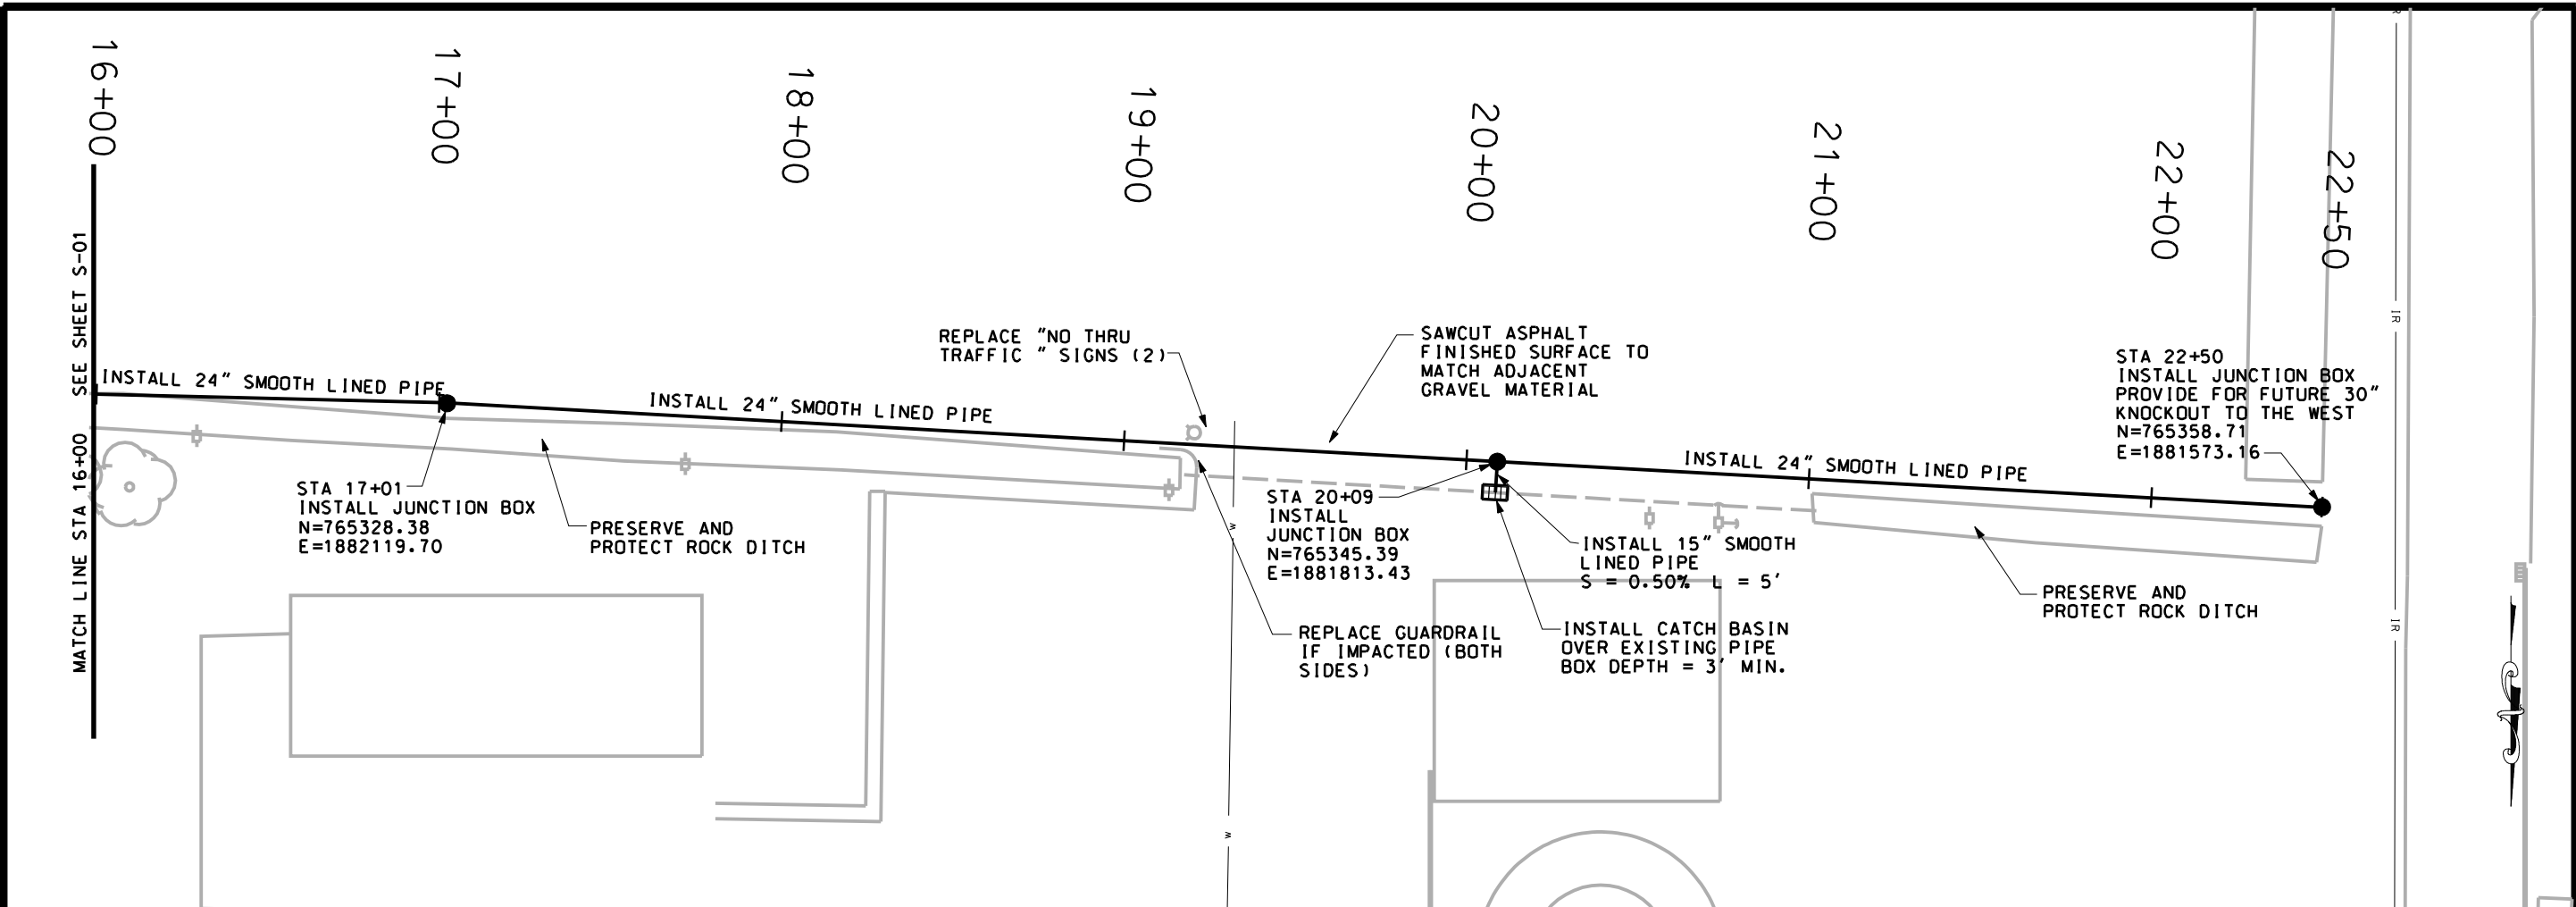 16+00
17+00
18+00
19+00
20+00
21+00
22+00
22+50
MATCH LINE STA 16+00 SEE SHEET S-01
INSTALL 24" SMOOTH LINED PIPE
INSTALL 24" SMOOTH LINED PIPE
REPLACE "NO THRU
TRAFFIC " SIGNS (2)
SAWCUT ASPHALT
FINISHED SURFACE TO
MATCH ADJACENT
GRAVEL MATERIAL
INSTALL 24" SMOOTH LINED PIPE
STA 22+50
INSTALL JUNCTION BOX
PROVIDE FOR FUTURE 30"
KNOCKOUT TO THE WEST
N=765358.71
E=1881573.16
STA 17+01
INSTALL JUNCTION BOX
N=765328.38
E=1882119.70
PRESERVE AND
PROTECT ROCK DITCH
STA 20+09
INSTALL
JUNCTION BOX
N=765345.39
E=1881813.43
INSTALL 15" SMOOTH
LINED PIPE
S = 0.50% L = 5'
REPLACE GUARDRAIL
IF IMPACTED (BOTH
SIDES)
INSTALL CATCH BASIN
OVER EXISTING PIPE
BOX DEPTH = 3' MIN.
PRESERVE AND
PROTECT ROCK DITCH
W
W
IR
IR